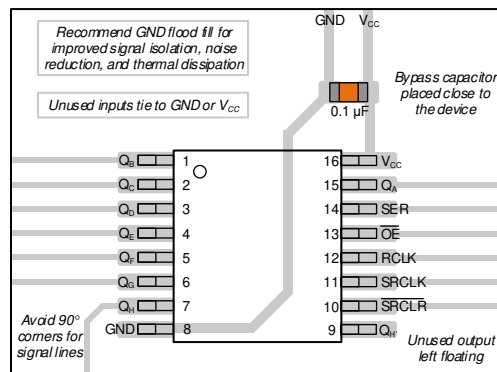 Recommend GND flood fill for
improved signal isolation, noise
reduction, and thermal dissipation
Unused inputs tie to GND or VCC
GND VCC
0.1 µF
Bypass capacitor
placed close to
the device
QB 1 16 VCC
QC 2 15 QA
QD 3 14 SER
QE 4 13 O̅E̅
QF 5 12 RCLK
QG 6 11 SRCLK
QH 7 10 S̅R̅C̅L̅R̅
GND 8 9 QH'
Avoid 90°
corners for
signal lines
Unused output
left floating